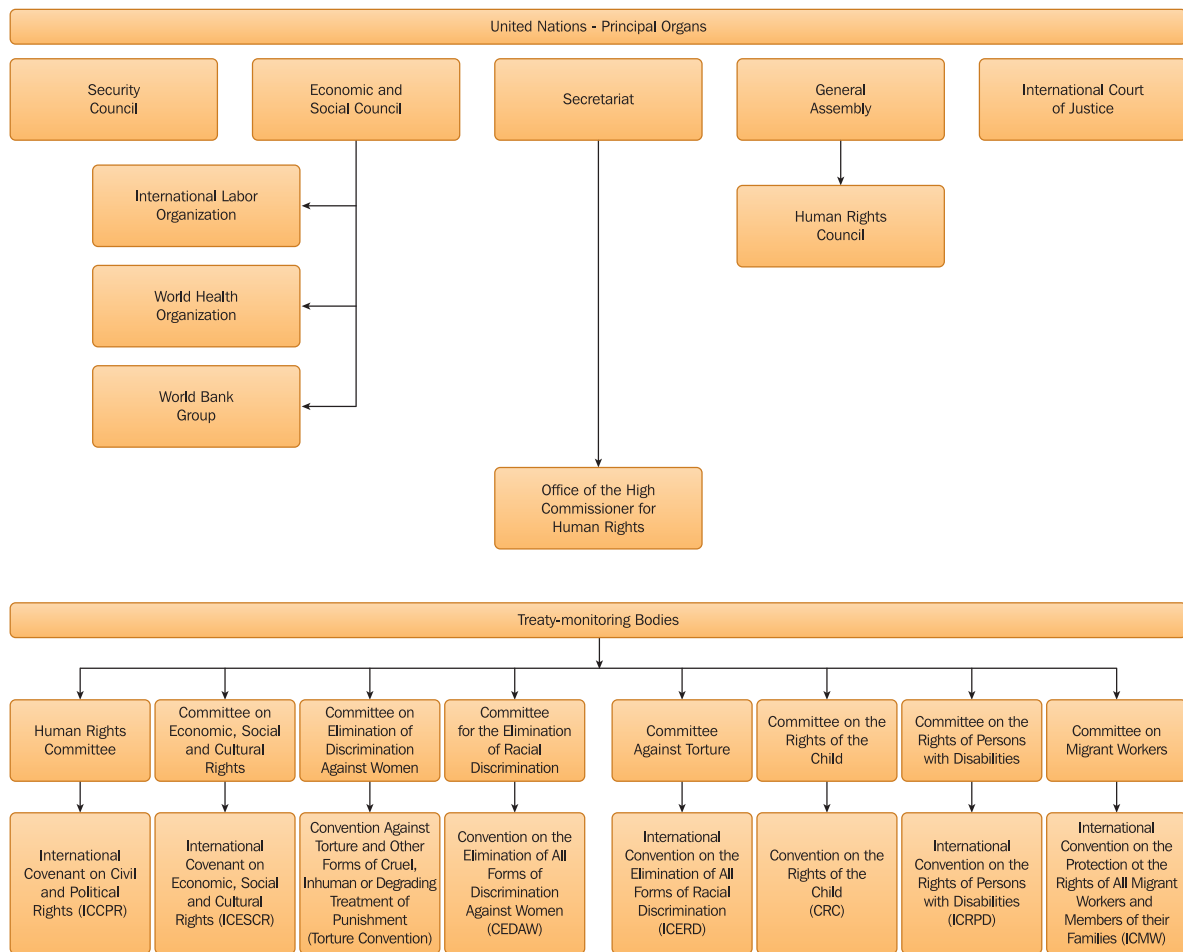 United Nations - Principal Organs
Security
Council
Economic and
Social Council
Secretariat
General
Assembly
International Court
of Justice
International Labor
Organization
Human Rights
Council
World Health
Organization
World Bank
Group
Office of the High
Commissioner for
Human Rights
Treaty-monitoring Bodies
Human Rights
Committee
Committee on
Economic, Social
and Cultural
Rights
Committee on
Elimination of
Discrimination
Against Women
Committee
for the Elimination
of Racial
Discrimination
Committee
Against Torture
Committee on the
Rights of the
Child
Committee on the
Rights of Persons
with Disabilities
Committee on
Migrant Workers
International
Covenant on Civil
and Political
Rights (ICCPR)
International
Covenant on
Economic, Social
and Cultural
Rights (ICESCR)
Convention Against
Torture and Other
Forms of Cruel,
Inhuman or Degrading
Treatment of
Punishment
(Torture Convention)
Convention on the
Elimination of All
Forms of
Discrimination
Against Women
(CEDAW)
International
Convention on the
Elimination of All
Forms of Racial
Discrimination
(ICERD)
Convention on the
Rights of the Child
(CRC)
International
Convention on the
Rights of Persons
with Disabilities
(ICRPD)
International
Convention on the
Protection ot the
Rights of All Migrant
Workers and
Members of their
Families (ICMW)